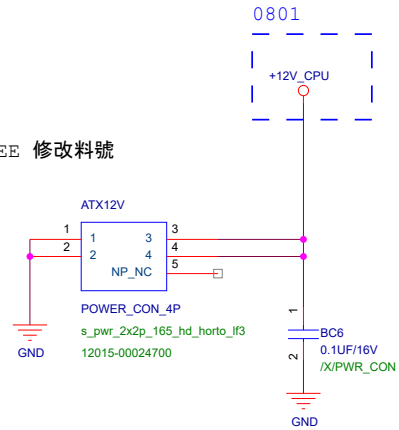 0801
+12V_CPU
EE 修改料號
ATX12V
1 1 3 3
2 2 4 4
NP_NC 5
POWER_CON_4P
s_pwr_2x2p_165_hd_horto_lf3
12015-00024700
GND
1
BC6
2 0.1UF/16V
/X/PWR_CON
GND